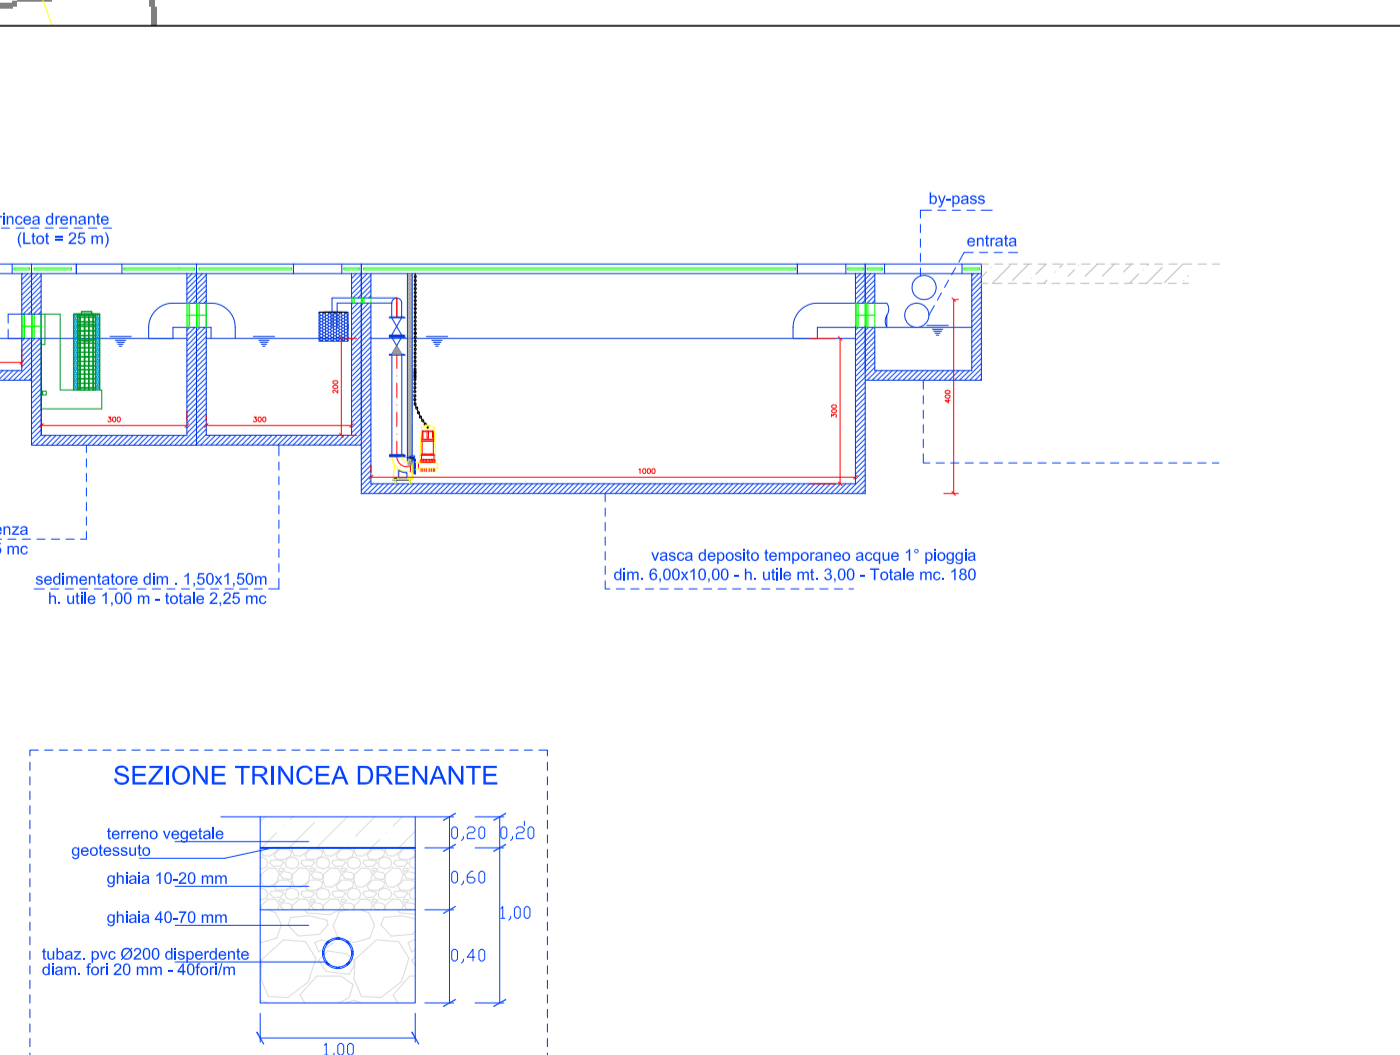 by-pass
rincea drenante
(Ltot = 25 m)
entrata
200
300
400
300
300
1000
enza
5 mc
vasca deposito temporaneo acque 1° pioggia
dim. 6,00x10,00 - h. utile mt. 3,00 - Totale mc. 180
sedimentatore dim . 1,50x1,50m
h. utile 1,00 m - totale 2,25 mc
SEZIONE TRINCEA DRENANTE
terreno vegetale
0,20 0,20
geotessuto
ghiaia 10-20 mm
0,60
ghiaia 40-70 mm
1,00
tubaz. pvc Ø200 disperdente
0,40
diam. fori 20 mm - 40fori/m
1.00